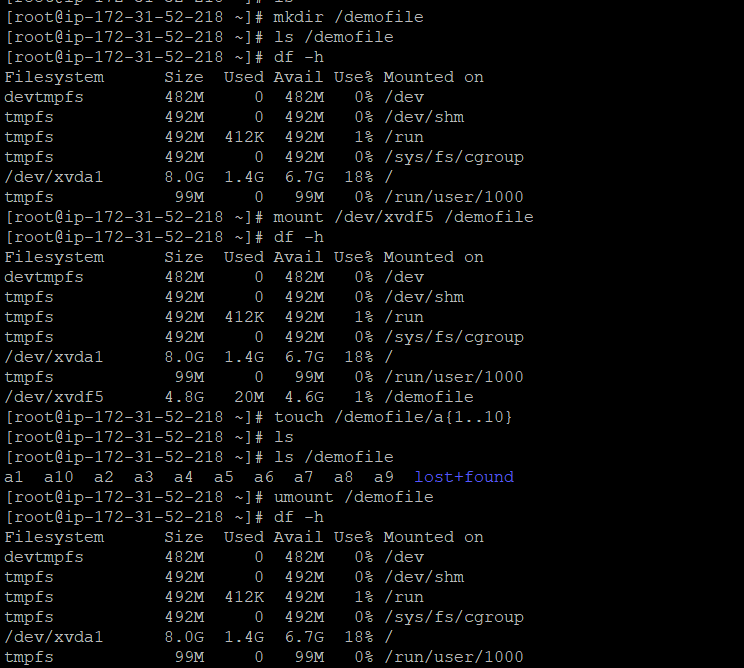 [root@ip-172-31-52-218 ~]# ls
[root@ip-172-31-52-218 ~]# mkdir /demofile
[root@ip-172-31-52-218 ~]# ls /demofile
[root@ip-172-31-52-218 ~]# df -h
Filesystem      Size  Used Avail Use% Mounted on
devtmpfs        482M     0  482M   0% /dev
tmpfs           492M     0  492M   0% /dev/shm
tmpfs           492M  412K  492M   1% /run
tmpfs           492M     0  492M   0% /sys/fs/cgroup
/dev/xvda1      8.0G  1.4G  6.7G  18% /
tmpfs            99M     0   99M   0% /run/user/1000
[root@ip-172-31-52-218 ~]# mount /dev/xvdf5 /demofile
[root@ip-172-31-52-218 ~]# df -h
Filesystem      Size  Used Avail Use% Mounted on
devtmpfs        482M     0  482M   0% /dev
tmpfs           492M     0  492M   0% /dev/shm
tmpfs           492M  412K  492M   1% /run
tmpfs           492M     0  492M   0% /sys/fs/cgroup
/dev/xvda1      8.0G  1.4G  6.7G  18% /
tmpfs            99M     0   99M   0% /run/user/1000
/dev/xvdf5      4.8G   20M  4.6G   1% /demofile
[root@ip-172-31-52-218 ~]# touch /demofile/a{1..10}
[root@ip-172-31-52-218 ~]# ls
[root@ip-172-31-52-218 ~]# ls /demofile
a1  a10  a2  a3  a4  a5  a6  a7  a8  a9  lost+found
[root@ip-172-31-52-218 ~]# umount /demofile
[root@ip-172-31-52-218 ~]# df -h
Filesystem      Size  Used Avail Use% Mounted on
devtmpfs        482M     0  482M   0% /dev
tmpfs           492M     0  492M   0% /dev/shm
tmpfs           492M  412K  492M   1% /run
tmpfs           492M     0  492M   0% /sys/fs/cgroup
/dev/xvda1      8.0G  1.4G  6.7G  18% /
tmpfs            99M     0   99M   0% /run/user/1000